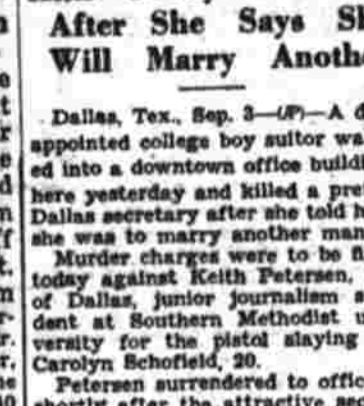 After She Says Sh
Will Marry Anothe
Dallas, Tex., Sep. 3—(UP)—A d
appointed college boy suitor wa
ed into a downtown office buildi
here yesterday and killed a pre
Dallas secretary after she told h
she was to marry another man
Murder charges were to be fi
today against Keith Petersen,
of Dallas, junior journalism s
dent at Southern Methodist u
versity for the pistol slaying
Carolyn Schofield, 20.
Petersen surrendered to offic
shortly after the attractive sec